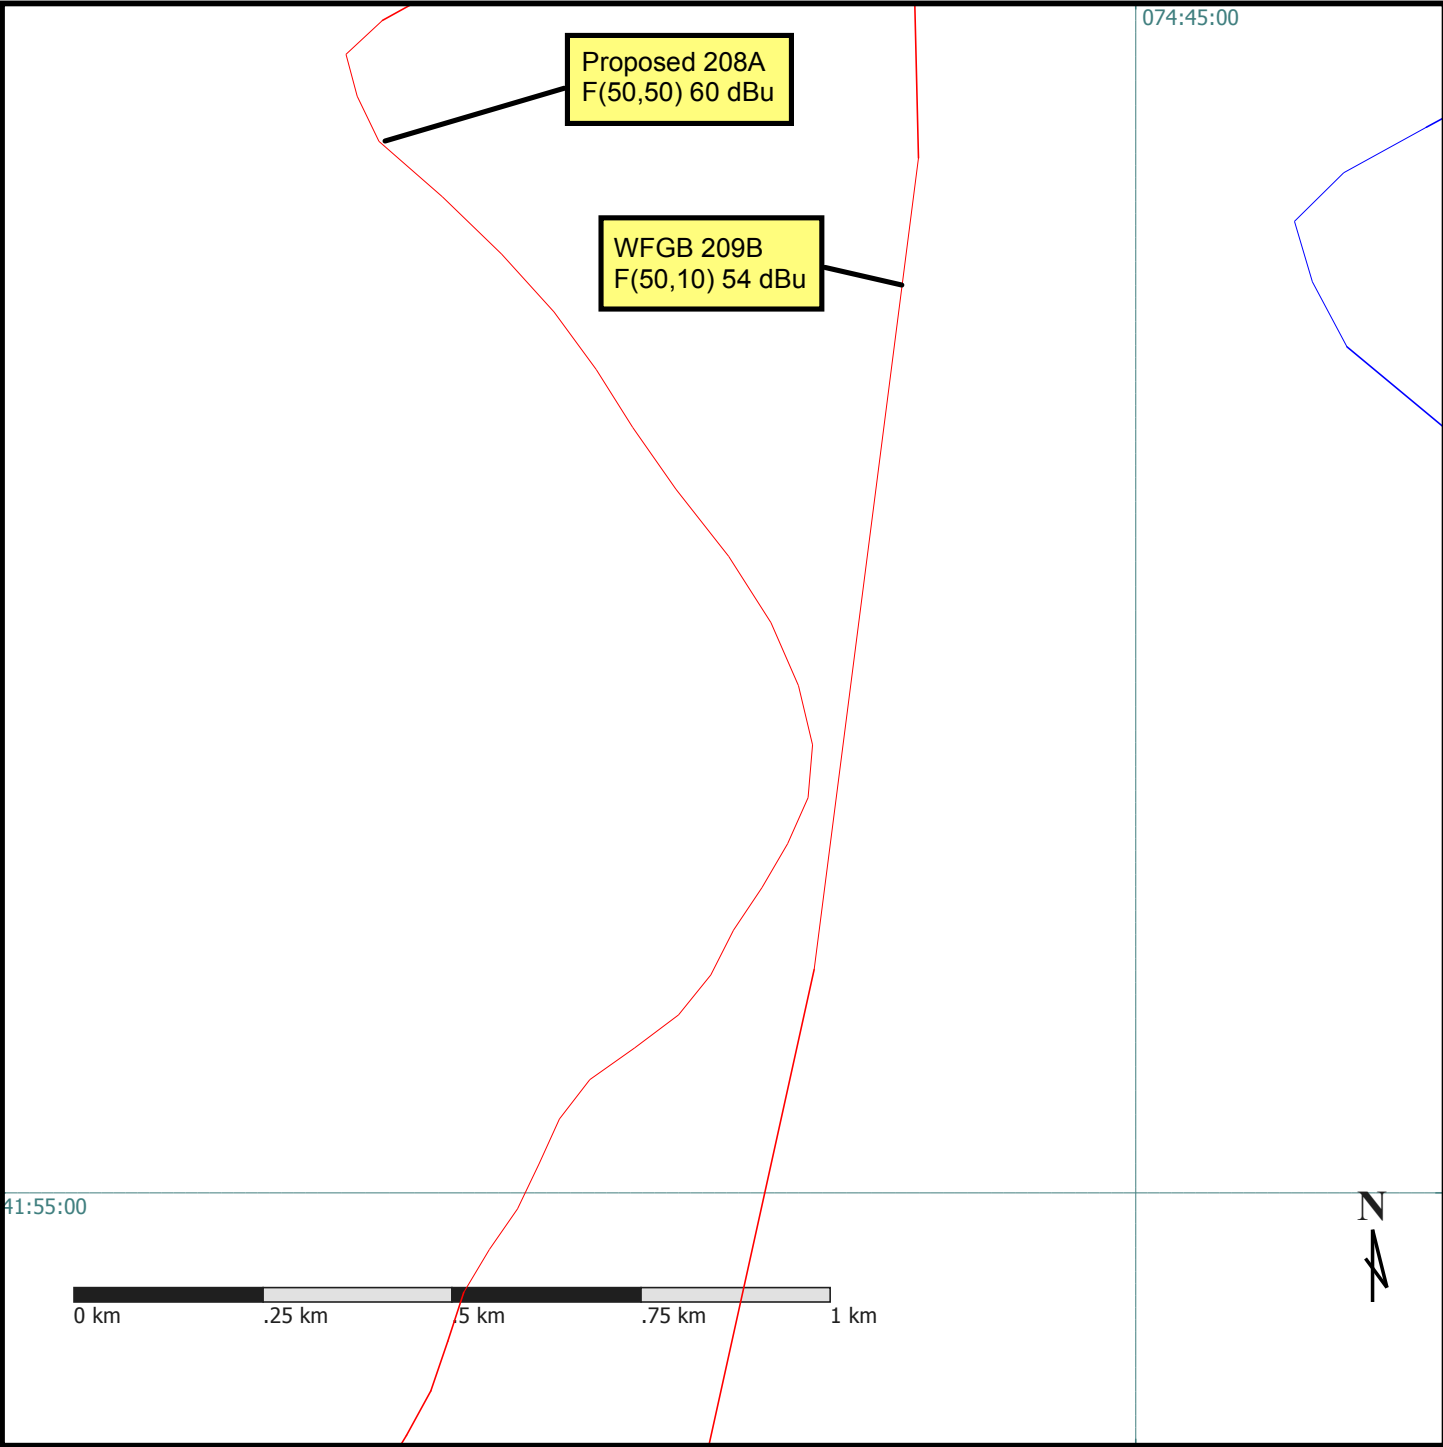 074:45:00
Proposed 208A
F(50,50) 60 dBu
WFGB 209B
F(50,10) 54 dBu
41:55:00
N
0 km .25 km .5 km .75 km 1 km